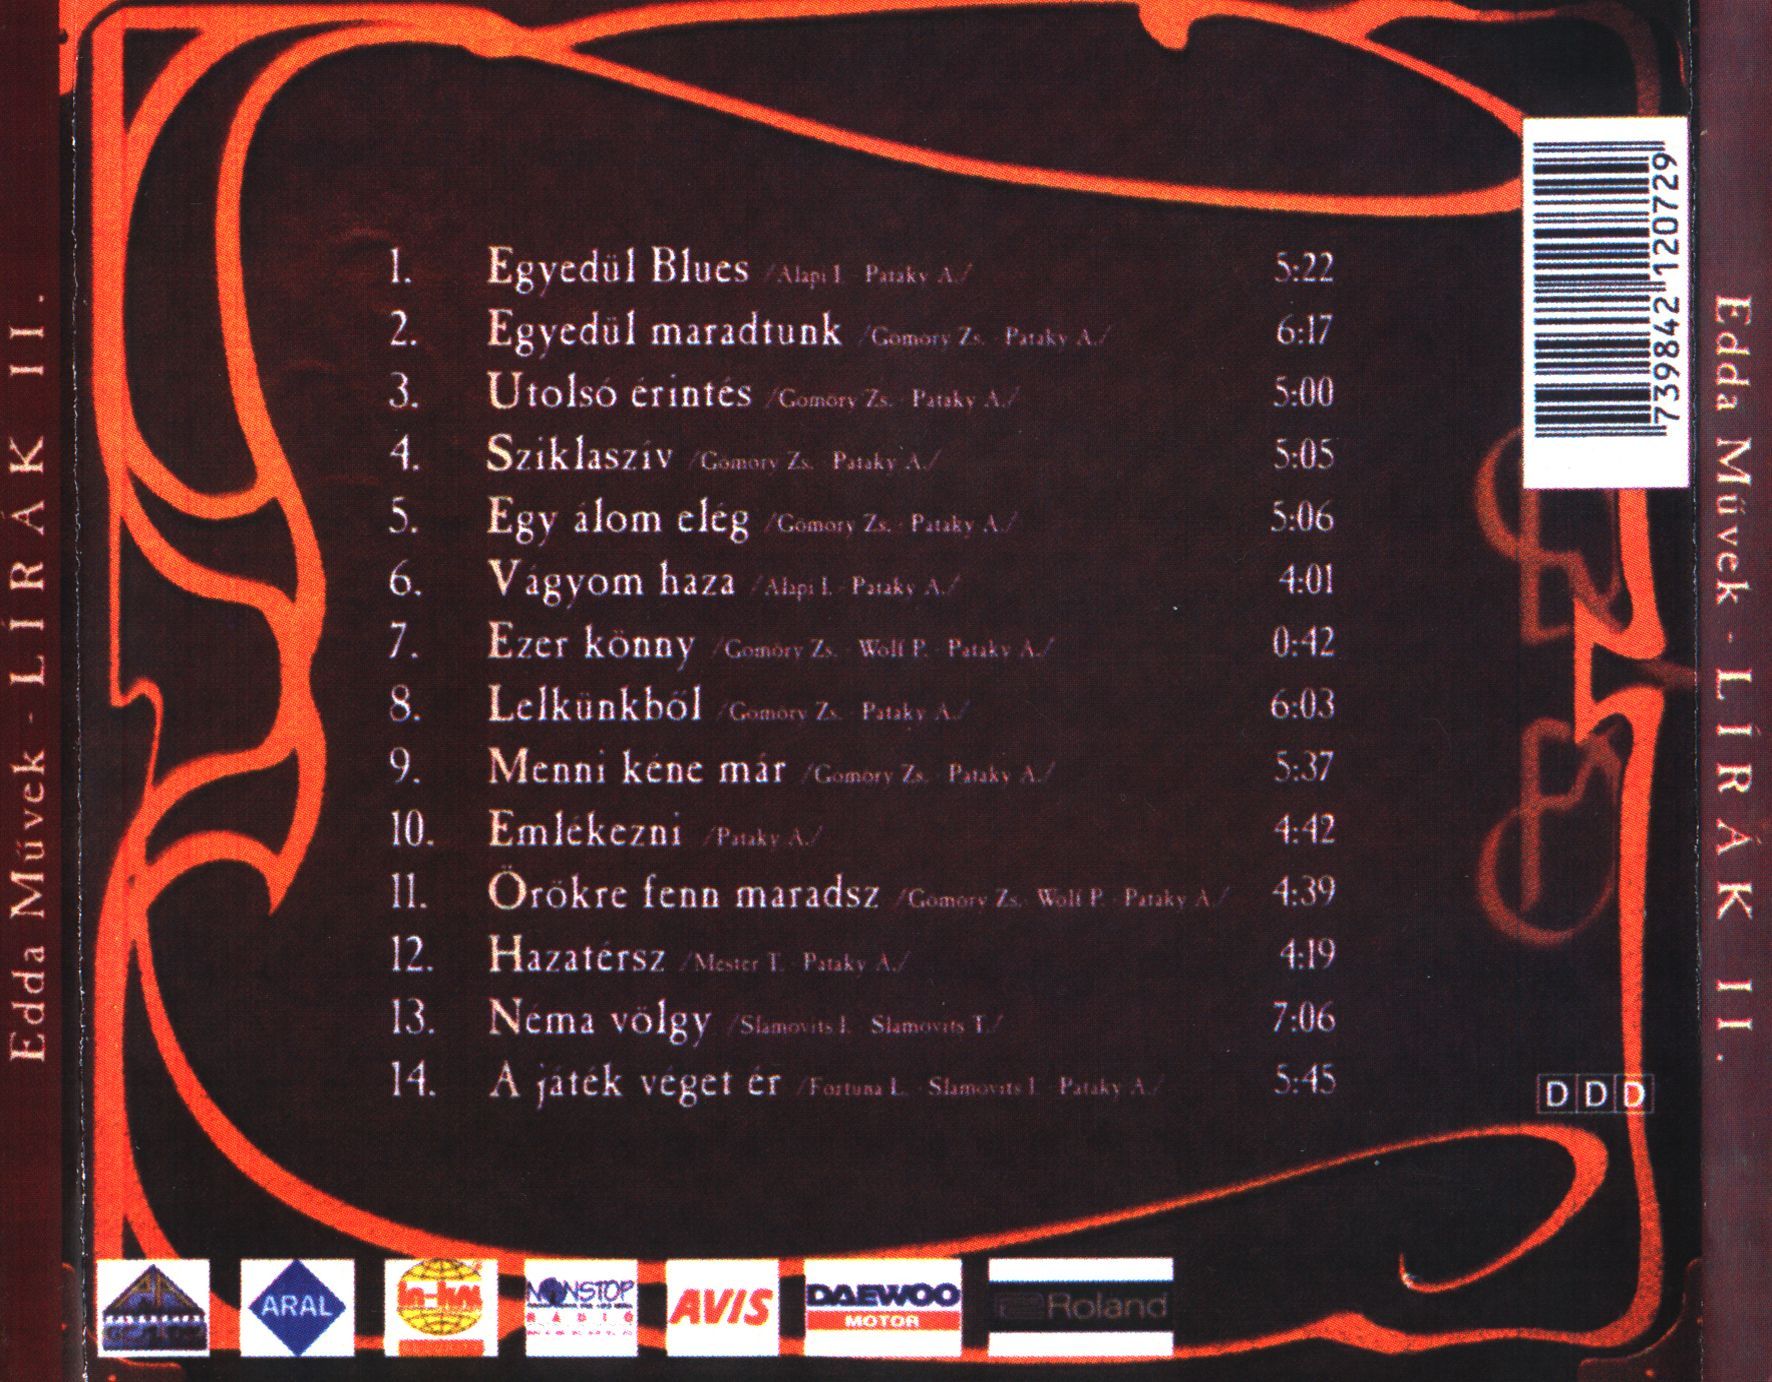 Edda Művek - LÍRÁK II.
1. Egyedül Blues /Alapi I. Pataky A./ 5:22
2. Egyedül maradtunk /Gömöry Zs. · Pataky A./ 6:17
3. Utolsó érintés /Gömöry Zs. · Pataky A./ 5:00
4. Sziklaszív /Gömöry Zs. · Pataky A./ 5:05
5. Egy álom elég /Gömöry Zs. · Pataky A./ 5:06
6. Vágyom haza /Alapi I. · Pataky A./ 4:01
7. Ezer könny /Gömöry Zs. · Wolf P. · Pataky A./ 0:42
8. Lelkünkből /Gömöry Zs. · Pataky A./ 6:03
9. Menni kéne már /Gömöry Zs. · Pataky A./ 5:37
10. Emlékezni /Pataky A./ 4:42
11. Örökre fenn maradsz /Gömöry Zs. Wolf P. · Pataky A./ 4:39
12. Hazatérsz /Mester T. · Pataky A./ 4:19
13. Néma völgy /Slamovits I. Slamovits T./ 7:06
14. A játék véget ér /Fortuna L. · Slamovits I. Pataky A./ 5:45
7 39842 120729
DDD
ARAL
NONSTOP
RÁDIÓ
AVIS
DAEWOO
MOTOR
Roland
Edda Művek - LÍRÁK II.